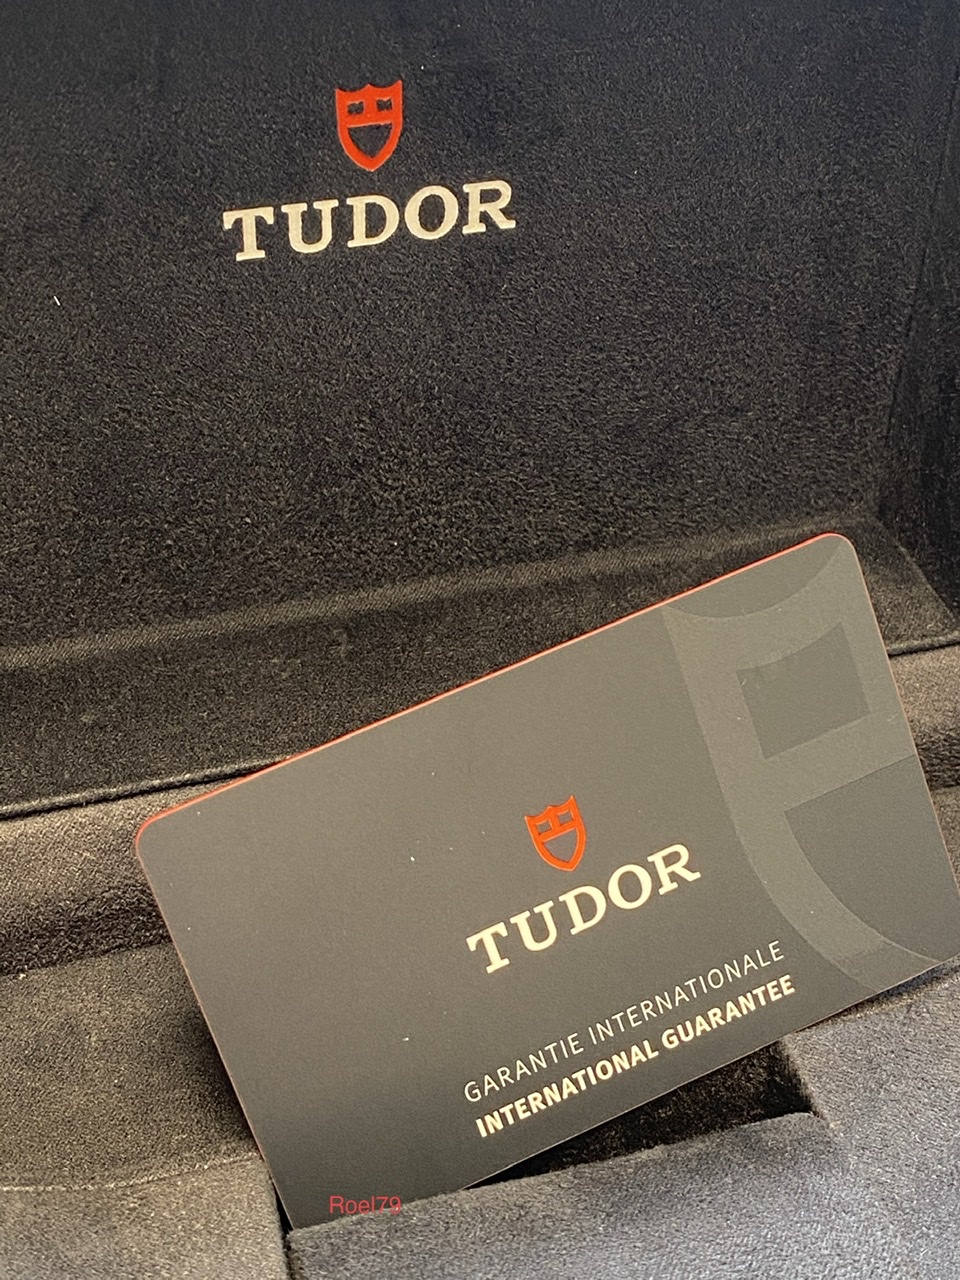 TUDOR
TUDOR
GARANTIE INTERNATIONALE
INTERNATIONAL GUARANTEE
Roel79